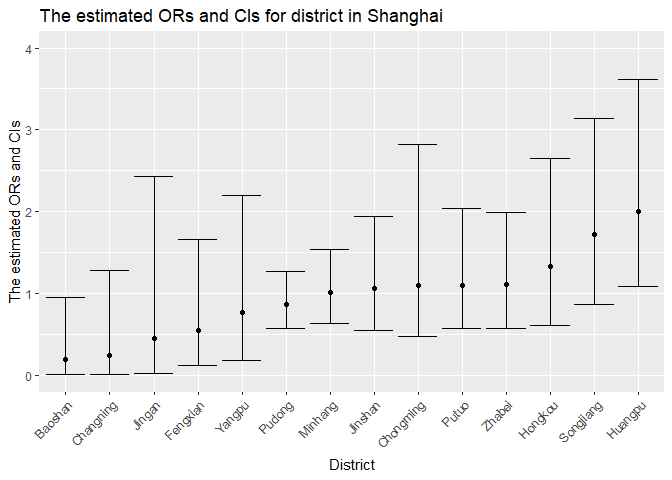 The estimated ORs and CIs for district in Shanghai
The estimated ORs and CIs
4
3
2
1
0
Baoshan
Changning
Jingan
Fengxian
Yangpu
Pudong
Minhang
Jinshan
Chongming
Putuo
Zhabei
Hongkou
Songjiang
Huangpu
District